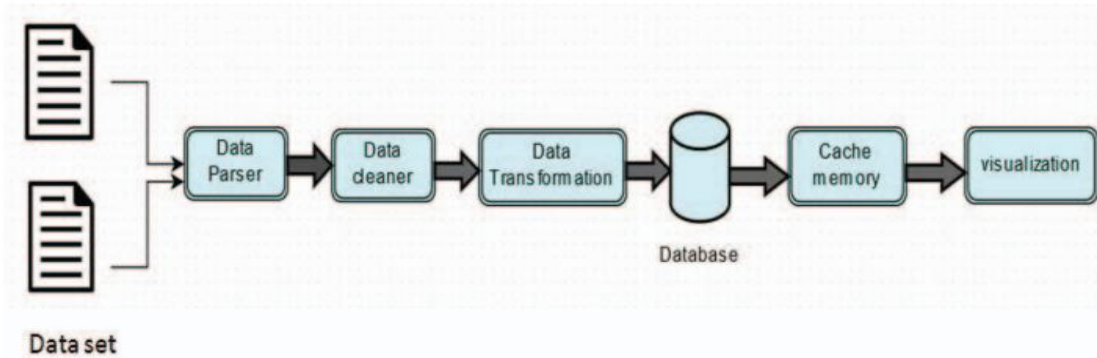 Data
Parser
Data
cleaner
Data
Transformation
Database
Cache
memory
visualization
Data set